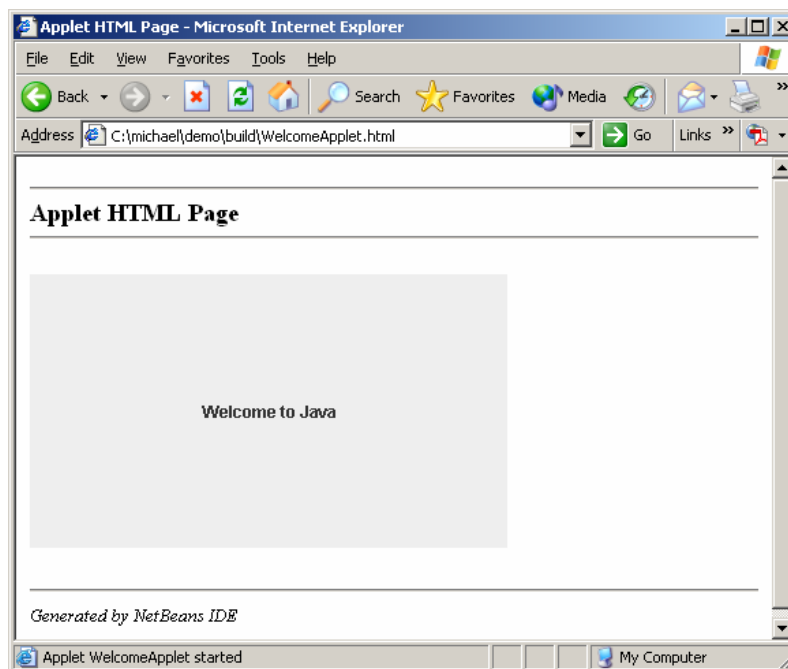 Applet HTML Page - Microsoft Internet Explorer
File Edit View Favorites Tools Help
Back Search Favorites Media »
Address C:\michael\demo\build\WelcomeApplet.html Go Links »
Applet HTML Page
Welcome to Java
Generated by NetBeans IDE
Applet WelcomeApplet started My Computer